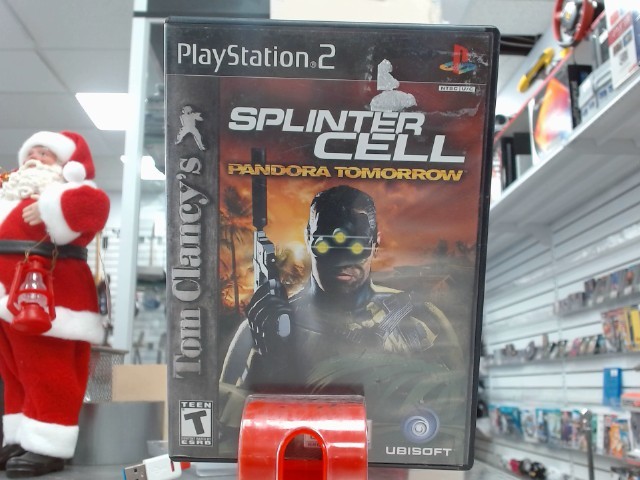 PlayStation®2
NTSC U/C
Tom Clancy's
SPLINTER
CELL
PANDORA TOMORROW
TEEN
T
ESRB
UBISOFT